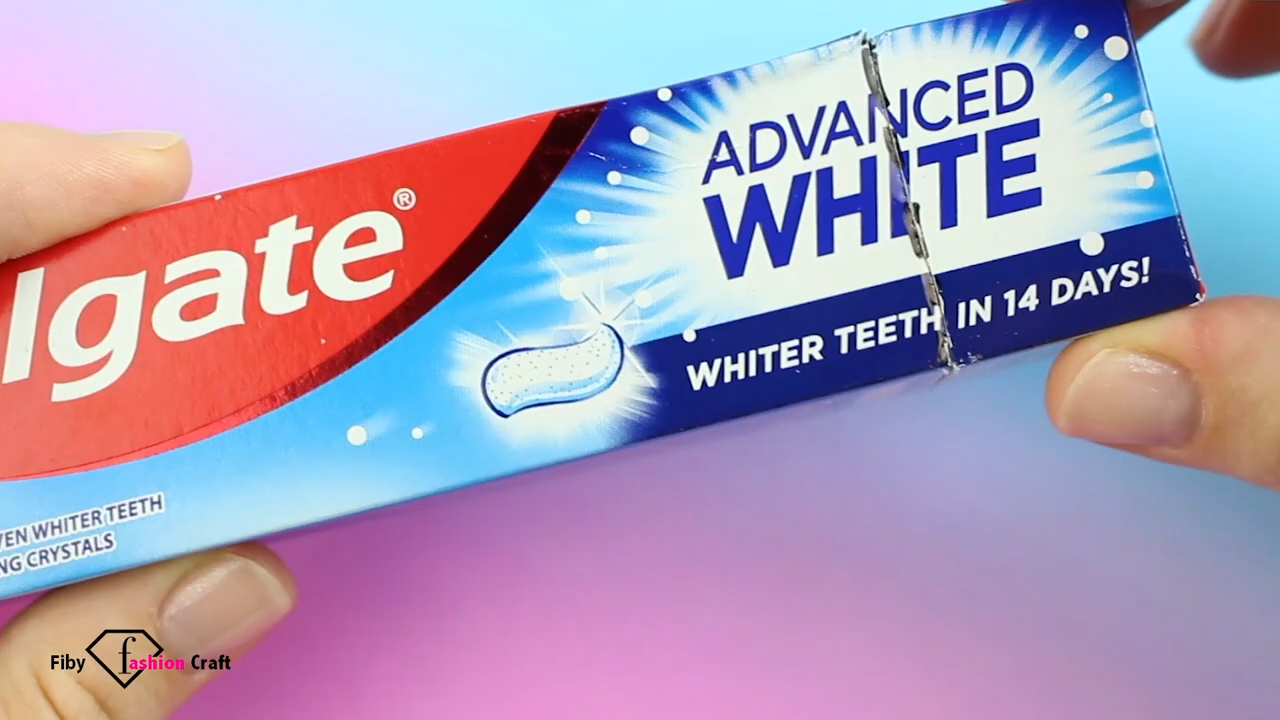 lgate®
ADVANCED
WHITE
WHITER TEETH IN 14 DAYS!
VEN WHITER TEETH
NG CRYSTALS
Fiby fashion Craft